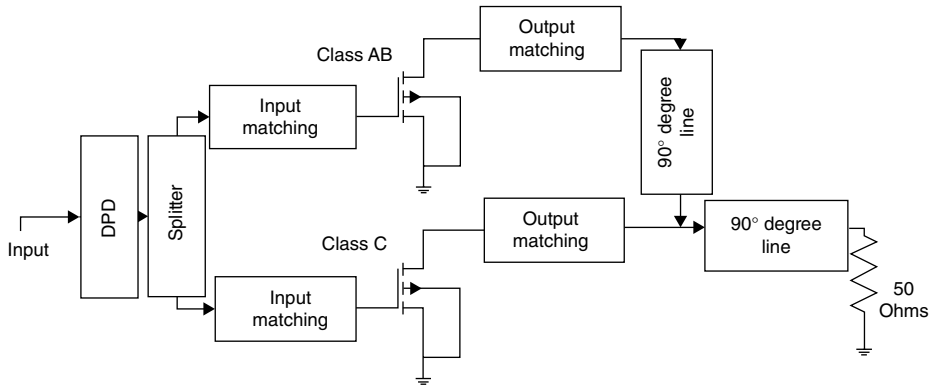 Class AB
Output
matching
Input
matching
90° degree
line
DPD
Splitter
Input
Class C
Output
matching
90° degree
line
Input
matching
50
Ohms